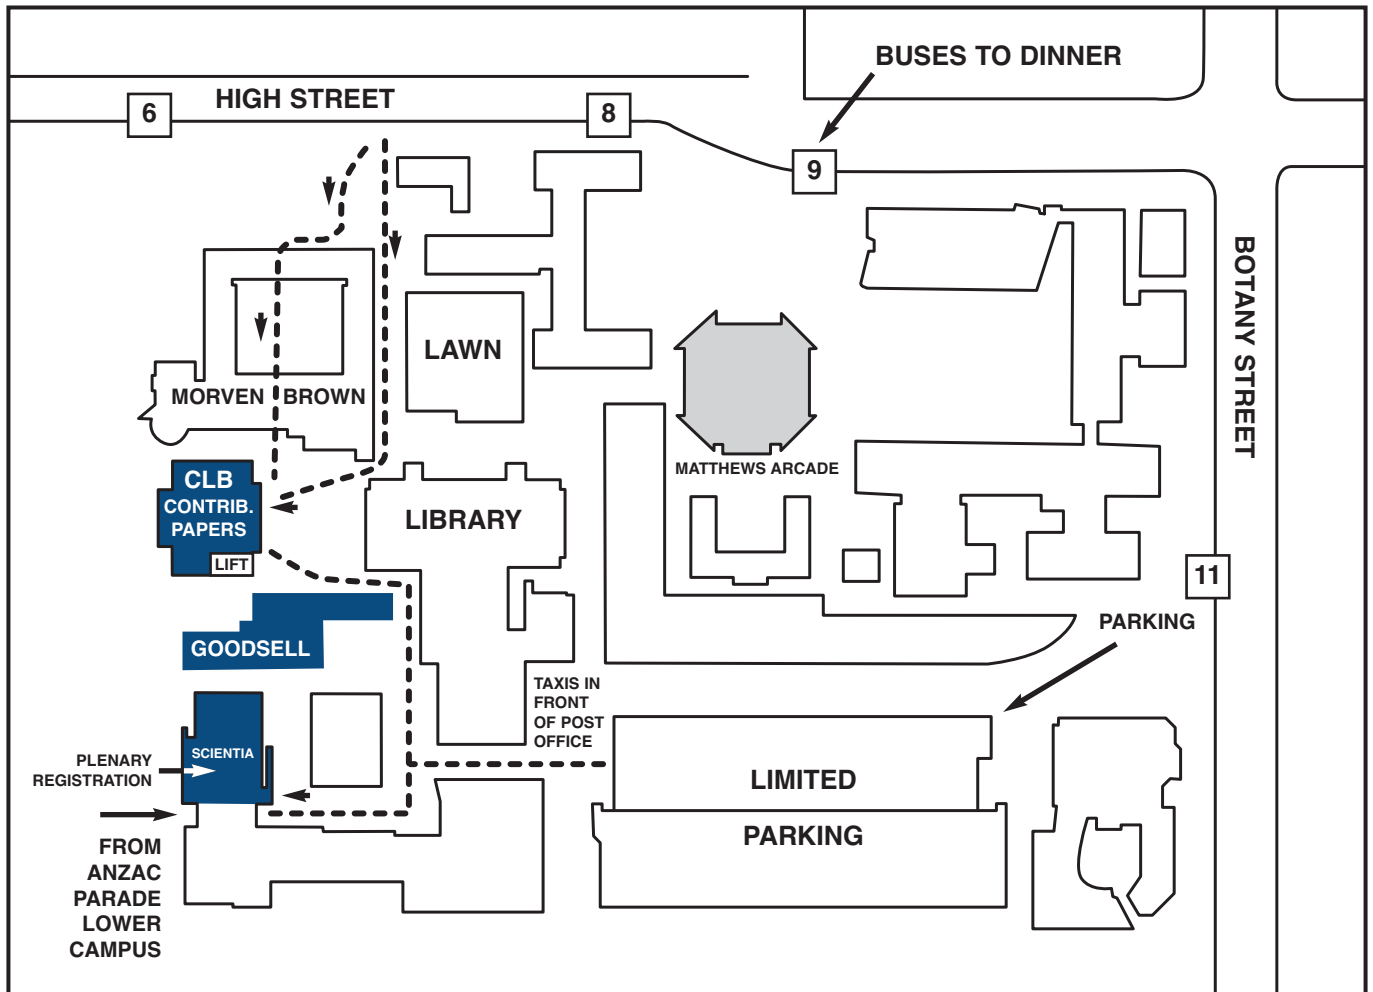 BUSES TO DINNER
HIGH STREET
6
8
9
BOTANY STREET
LAWN
MORVEN BROWN
MATTHEWS ARCADE
CLB
CONTRIB.
PAPERS
LIFT
LIBRARY
11
PARKING
GOODSELL
TAXIS IN
FRONT
OF POST
OFFICE
SCIENTIA
PLENARY
REGISTRATION
LIMITED
PARKING
FROM
ANZAC
PARADE
LOWER
CAMPUS